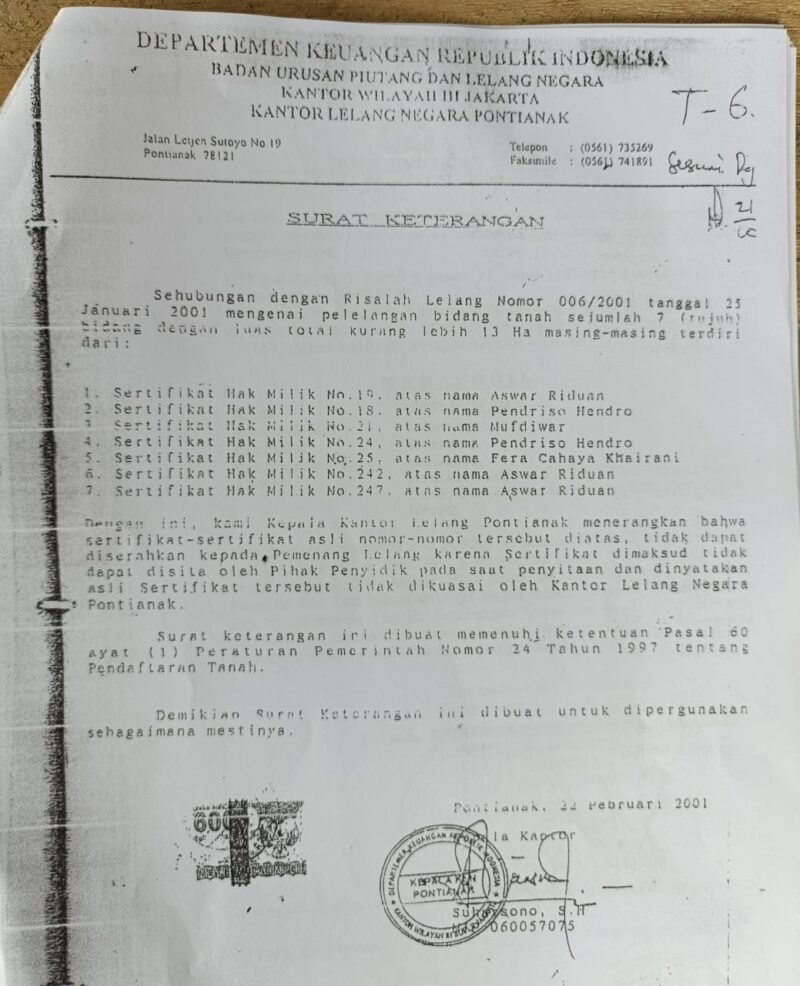 DEPARTEMEN KEUANGAN REPUBLIK INDONESIA
BADAN URUSAN PIUTANG DAN LELANG NEGARA
KANTOR WILAYAH III JAKARTA
KANTOR LELANG NEGARA PONTIANAK
T-6.
Jalan Letjen Sutoyo No 19
Pontianak 78121
Telepon : (0561) 735269
Faksimile : (0561) 741891
SURAT KETERANGAN
Sehubungan dengan Risalah Lelang Nomor 006/2001 tanggal 25
Januari 2001 mengenai pelelangan bidang tanah sejumlah 7 (tujuh)
bidang dengan luas total kurang lebih 13 Ha masing-masing terdiri
dari:
1. Sertifikat Hak Milik No. atas nama Aswar Riduan
2. Sertifikat Hak Milik No.18. atas nama Pendriso Hendro
3 Sertifikat Hak Milik No.21, atas nama Mufdiwar
4. Sertifikat Hak Milik No.24, atas nama Pendriso Hendro
5. Sertifikat Hak Milik No.25, atas nama Fera Cahaya Khairani
6. Sertifikat Hak Milik No.242, atas nama Aswar Riduan
7. Sertifikat Hak Milik No.247. atas nama Aswar Riduan
Dengan ini, kami Kepala Kantor Lelang Pontianak menerangkan bahwa
sertifikat-sertifikat asli nomor-nomor tersebut diatas, tidak dapat
diserahkan kepada Pemenang Lelang karena Sertifikat dimaksud tidak
dapat disita oleh Pihak Penyidik pada saat penyitaan dan dinyatakan
asli Sertifikat tersebut tidak dikuasai oleh Kantor Lelang Negara
Pontianak.
Surat keterangan ini dibuat memenuhi ketentuan Pasal 60
ayat (1) Peraturan Pemerintah Nomor 24 Tahun 1997 tentang
Pendaftaran Tanah.
Demikian Surat Keterangan ini dibuat untuk dipergunakan
sebagaimana mestinya.
Pontianak, 22 Februari 2001
Kantor
DEPARTEMEN KEUANGAN REPUBLIK INDONESIA
KEPALA
PONTIANAK
S.H
060057075